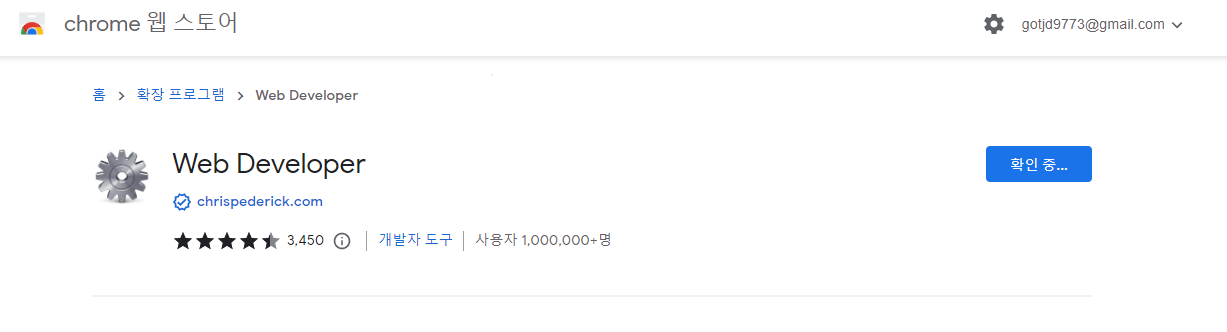 chrome 웹 스토어
gotjd9773@gmail.com
홈 > 확장 프로그램 > Web Developer
Web Developer
확인 중...
chrispederick.com
3,450 개발자 도구 사용자 1,000,000+명